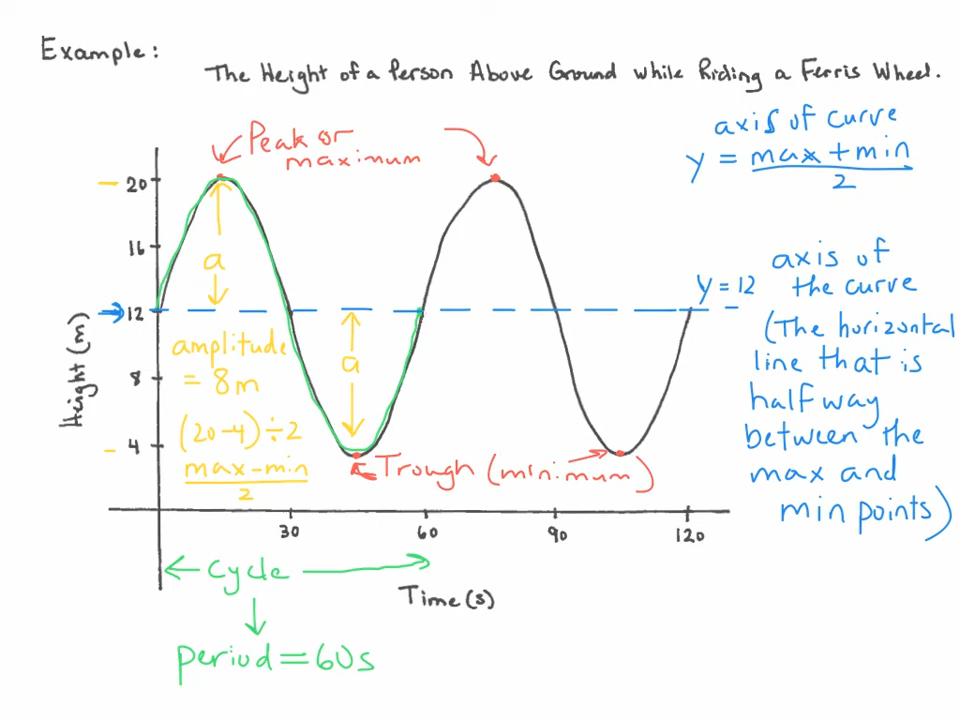 Example:
The Height of a Person Above Ground while Riding a Ferris Wheel.
axis of curve
y = max + min
2
Peak or
maximum
20
16
12
8
4
Height (m)
a
a
amplitude
= 8m
(20-4) ÷ 2
max - min
2
Trough (minimum)
y = 12
axis of
the curve
(The horizontal
line that is
halfway
between the
max and
min points)
30
60
90
120
Time (s)
cycle
period = 60s